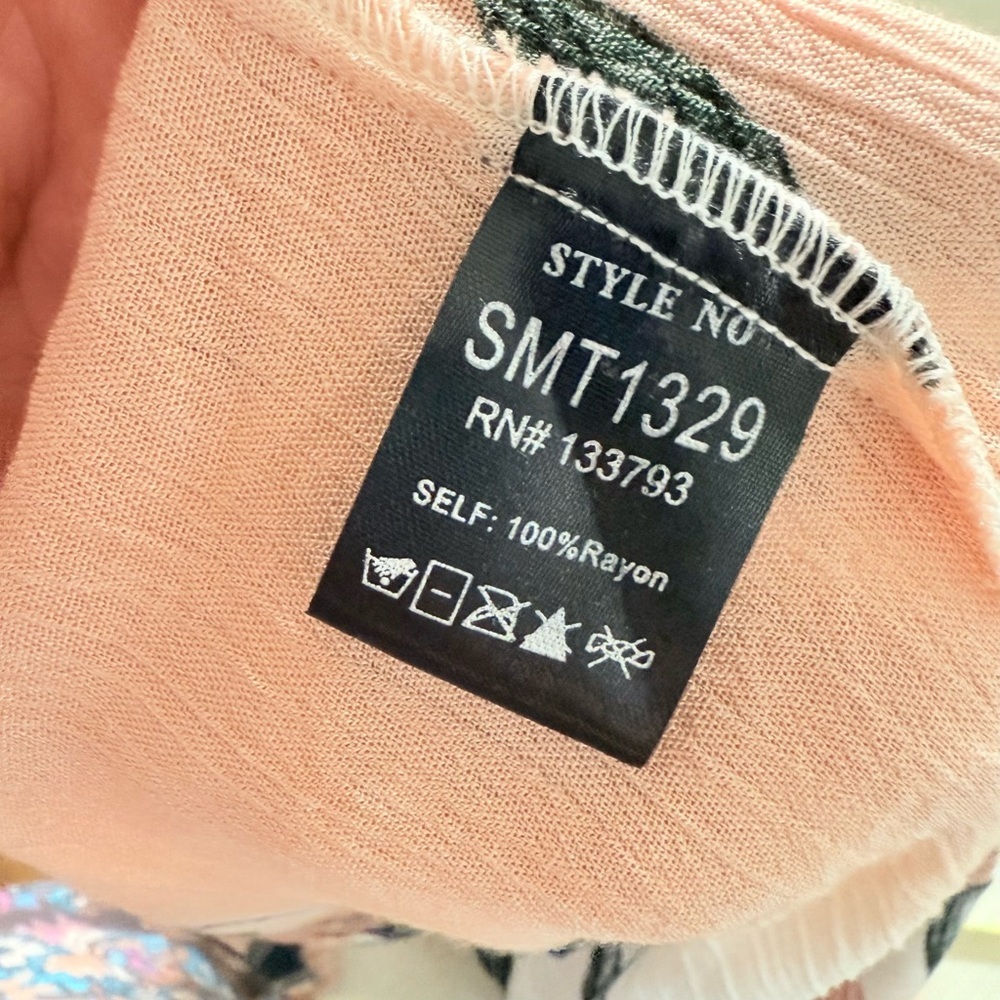 STYLE NO
SMT1329
RN# 133793
SELF: 100%Rayon